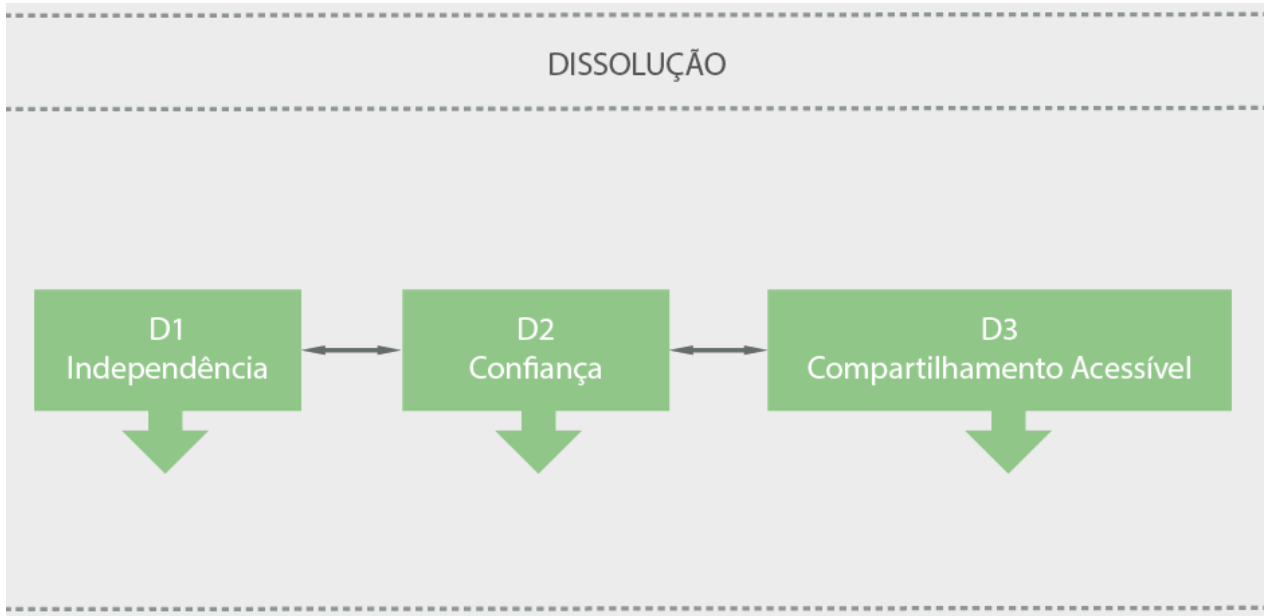 DISSOLUÇÃO
D1
Independência
D2
Confiança
D3
Compartilhamento Acessível